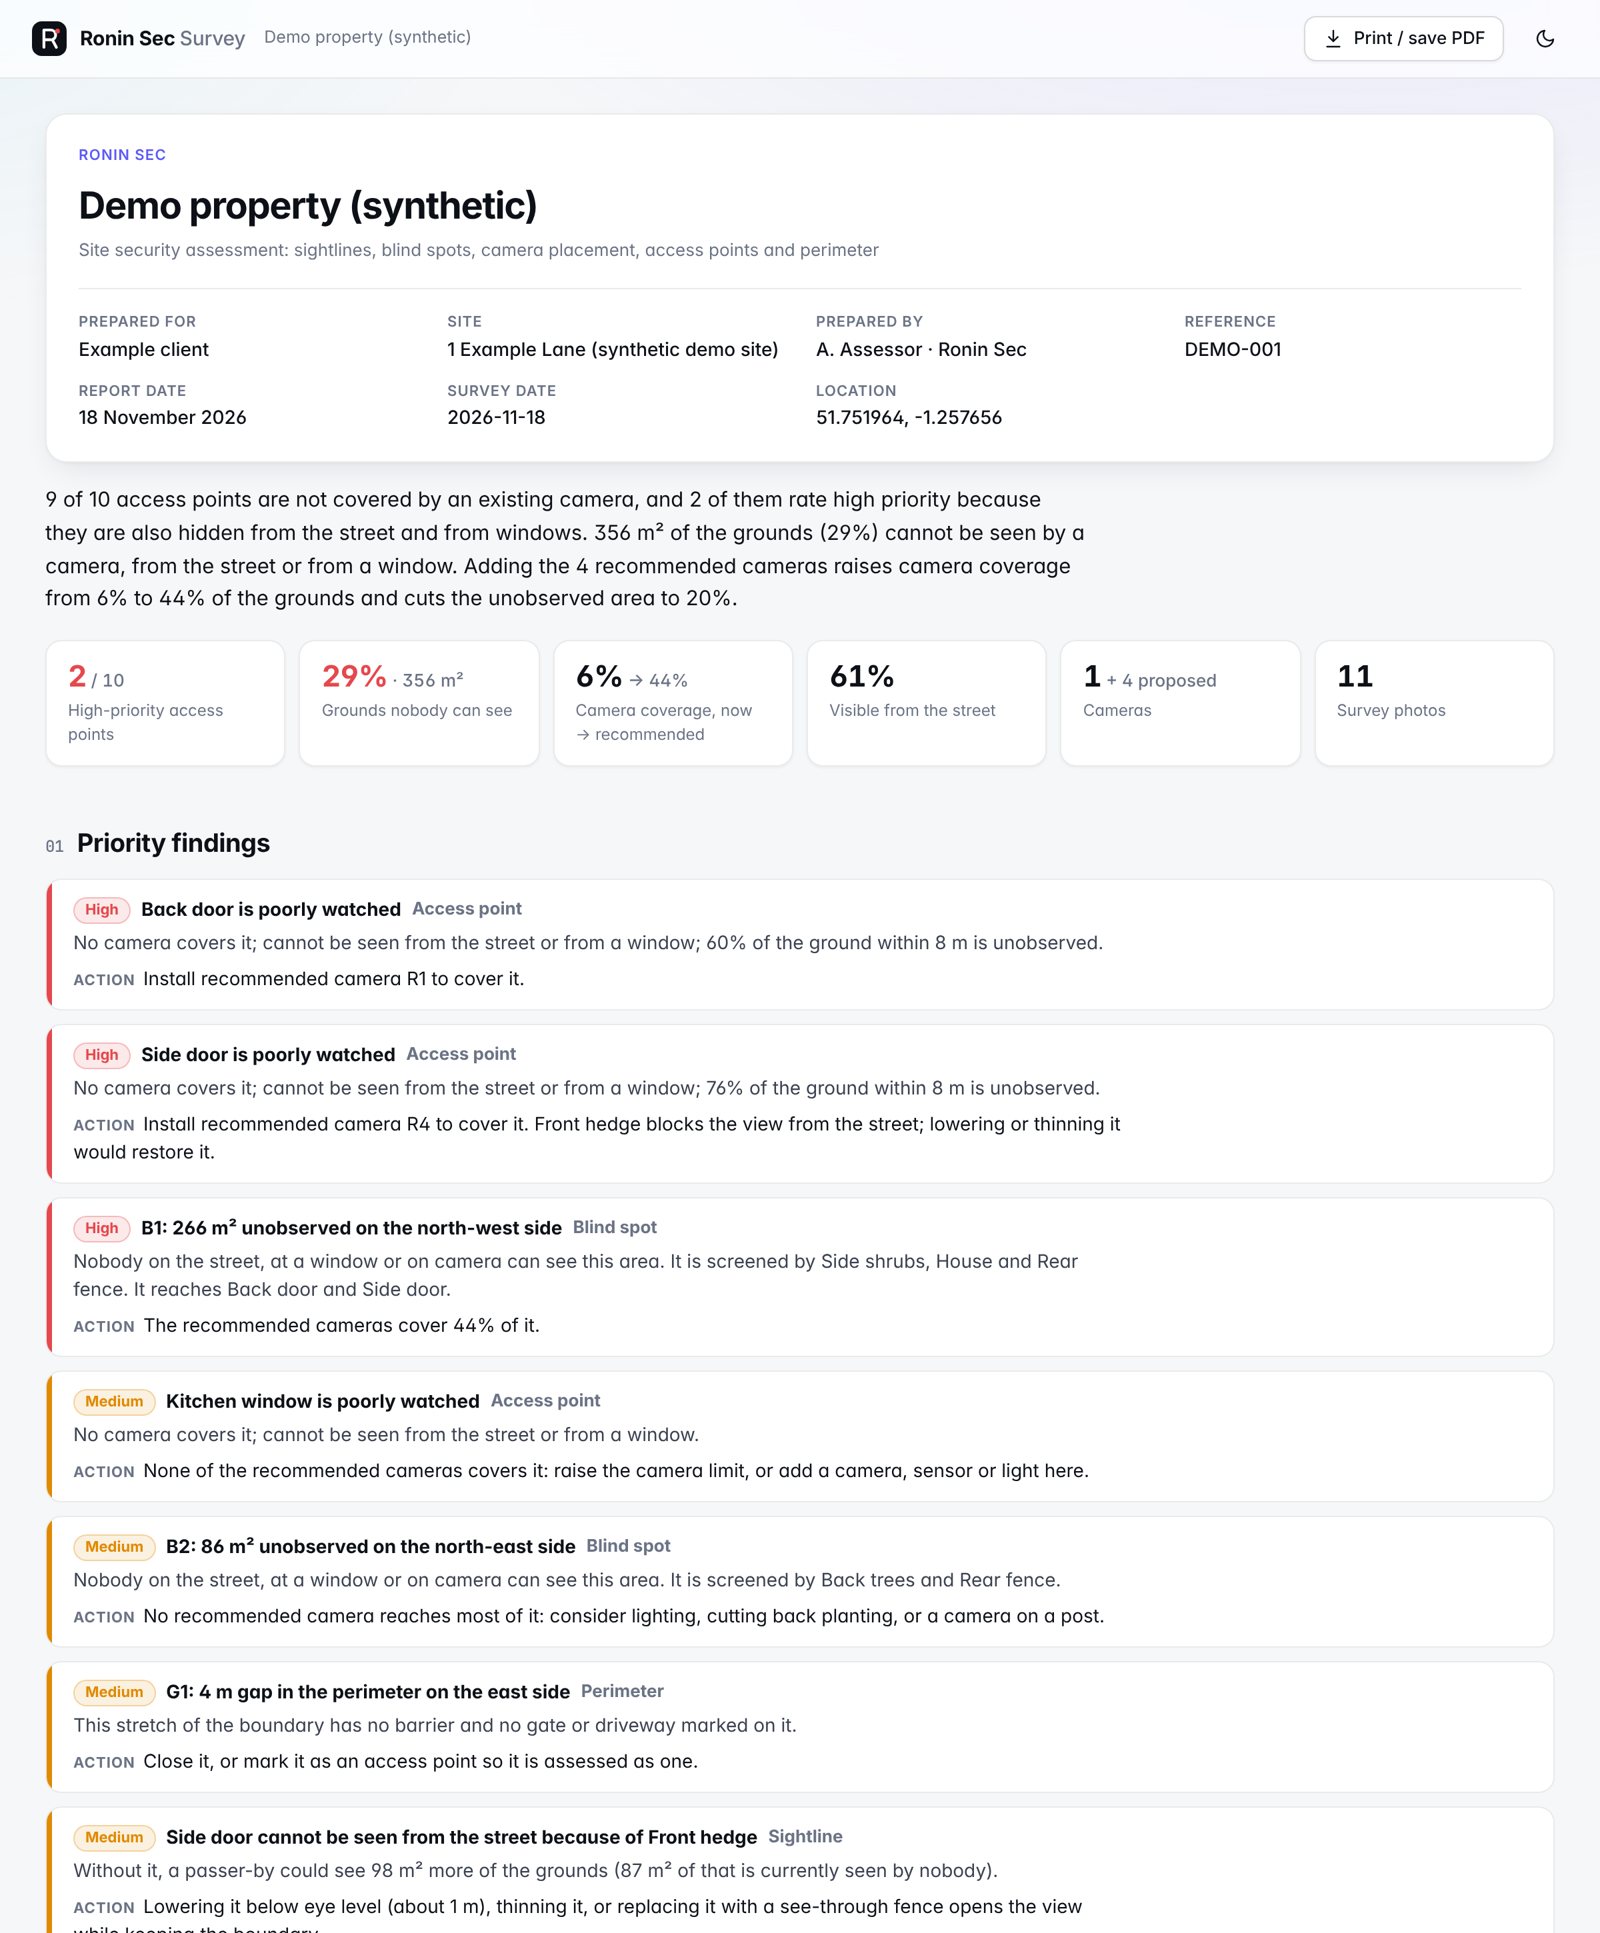 Ronin Sec Survey Demo property (synthetic) Print / save PDF
RONIN SEC
Demo property (synthetic)
Site security assessment: sightlines, blind spots, camera placement, access points and perimeter
PREPARED FOR SITE PREPARED BY REFERENCE
Example client 1 Example Lane (synthetic demo site) A. Assessor · Ronin Sec DEMO-001
REPORT DATE SURVEY DATE LOCATION
18 November 2026 2026-11-18 51.751964, -1.257656
9 of 10 access points are not covered by an existing camera, and 2 of them rate high priority because
they are also hidden from the street and from windows. 356 m² of the grounds (29%) cannot be seen by a
camera, from the street or from a window. Adding the 4 recommended cameras raises camera coverage
from 6% to 44% of the grounds and cuts the unobserved area to 20%.
2 / 10
High-priority access
points
29% · 356 m²
Grounds nobody can see
6% → 44%
Camera coverage, now
→ recommended
61%
Visible from the street
1 + 4 proposed
Cameras
11
Survey photos
01 Priority findings
High Back door is poorly watched Access point
No camera covers it; cannot be seen from the street or from a window; 60% of the ground within 8 m is unobserved.
ACTION Install recommended camera R1 to cover it.
High Side door is poorly watched Access point
No camera covers it; cannot be seen from the street or from a window; 76% of the ground within 8 m is unobserved.
ACTION Install recommended camera R4 to cover it. Front hedge blocks the view from the street; lowering or thinning it
would restore it.
High B1: 266 m² unobserved on the north-west side Blind spot
Nobody on the street, at a window or on camera can see this area. It is screened by Side shrubs, House and Rear
fence. It reaches Back door and Side door.
ACTION The recommended cameras cover 44% of it.
Medium Kitchen window is poorly watched Access point
No camera covers it; cannot be seen from the street or from a window.
ACTION None of the recommended cameras covers it: raise the camera limit, or add a camera, sensor or light here.
Medium B2: 86 m² unobserved on the north-east side Blind spot
Nobody on the street, at a window or on camera can see this area. It is screened by Back trees and Rear fence.
ACTION No recommended camera reaches most of it: consider lighting, cutting back planting, or a camera on a post.
Medium G1: 4 m gap in the perimeter on the east side Perimeter
This stretch of the boundary has no barrier and no gate or driveway marked on it.
ACTION Close it, or mark it as an access point so it is assessed as one.
Medium Side door cannot be seen from the street because of Front hedge Sightline
Without it, a passer-by could see 98 m² more of the grounds (87 m² of that is currently seen by nobody).
ACTION Lowering it below eye level (about 1 m), thinning it, or replacing it with a see-through fence opens the view
while keeping the boundary.